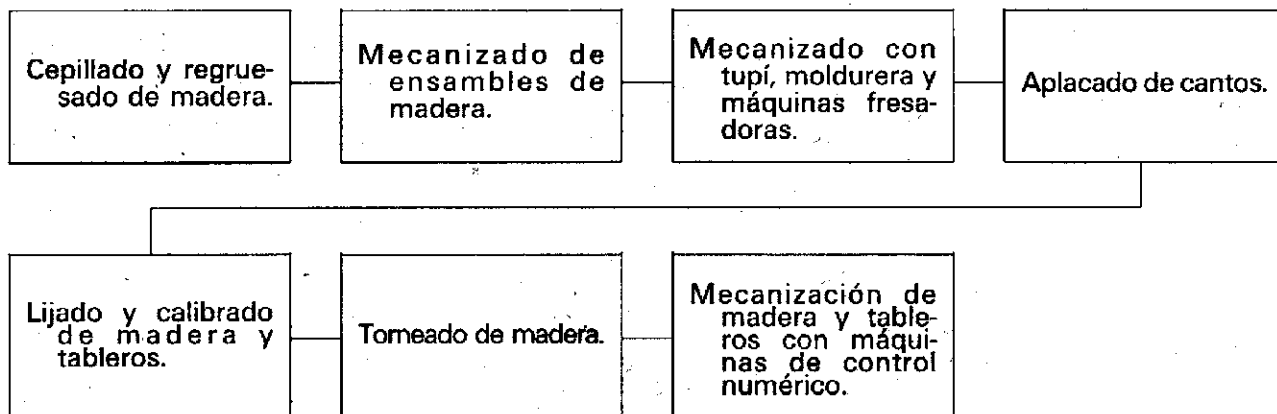 Cepillado y regrue-
sado de madera.
Mecanizado de
ensambles de
madera.
Mecanizado con
tupí, moldurera y
máquinas fresa-
doras.
Aplacado de cantos.
Lijado y calibrado
de madera y
tableros.
Torneado de madera.
Mecanización de
madera y table-
ros con máqui-
nas de control
numérico.